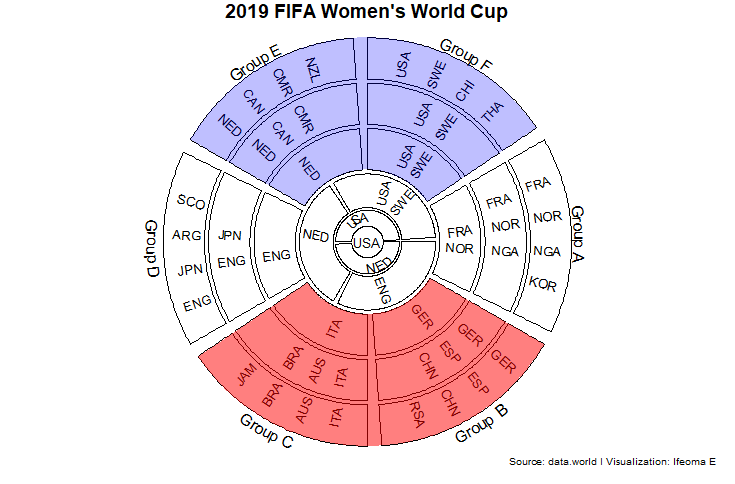 2019 FIFA Women's World Cup
Group E
NED CAN CMR NZL
NED CAN CMR
NED
Group F
USA SWE CHI THA
USA SWE
USA SWE
Group A
FRA NOR NGA KOR
FRA NOR NGA
FRA NOR
Group B
GER ESP CHN RSA
GER ESP CHN
GER
Group C
JAM BRA AUS ITA
BRA AUS ITA
ITA
Group D
SCO ARG JPN ENG
JPN ENG
ENG
USA SWE
NED
ENG
USA
NED
USA
Source: data.world I Visualization: Ifeoma E